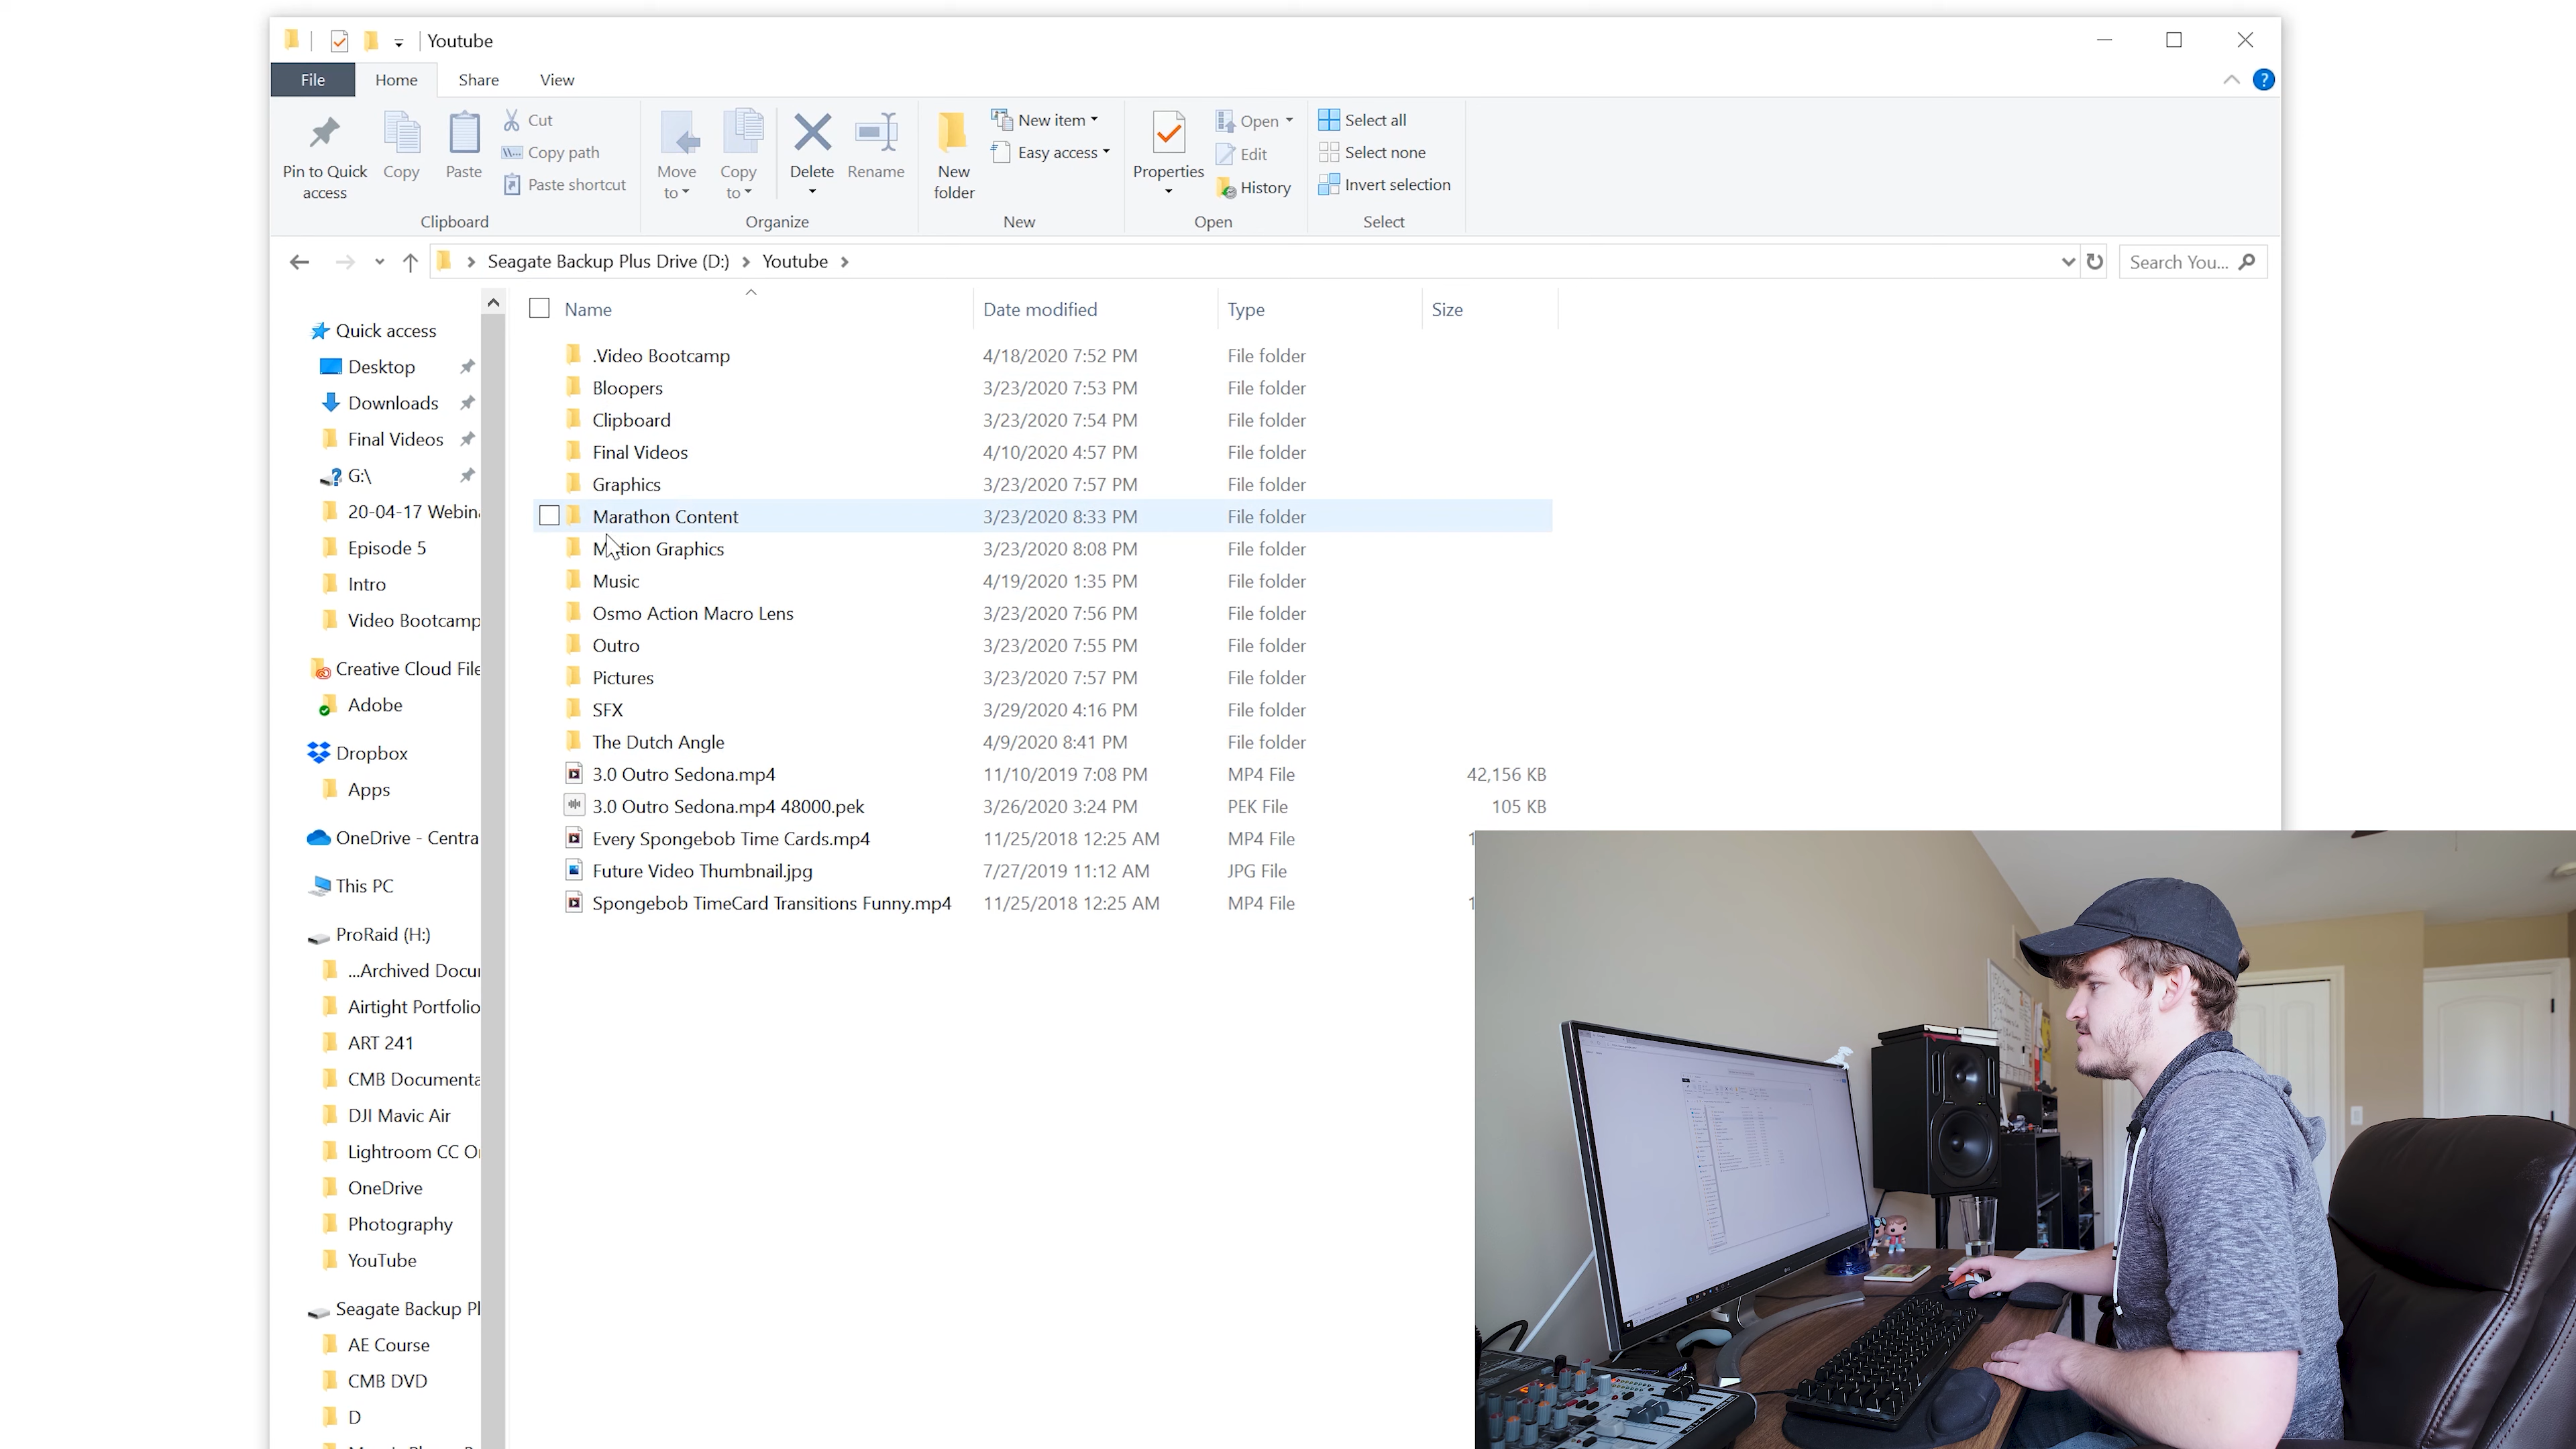 Youtube
File Home Share View
Pin to Quick access
Copy
Paste
Cut
Copy path
Paste shortcut
Clipboard
Move to
Copy to
Delete
Rename
Organize
New folder
New item
Easy access
New
Properties
Open
Edit
History
Open
Select all
Select none
Invert selection
Select
Seagate Backup Plus Drive (D:) Youtube
Search You...
Quick access
Desktop
Downloads
Final Videos
G:\
20-04-17 Webina
Episode 5
Intro
Video Bootcamp
Creative Cloud File
Adobe
Dropbox
Apps
OneDrive - Centra
This PC
ProRaid (H:)
...Archived Docu
Airtight Portfolio
ART 241
CMB Documenta
DJI Mavic Air
Lightroom CC O
OneDrive
Photography
YouTube
Seagate Backup Pl
AE Course
CMB DVD
D
Name Date modified Type Size
.Video Bootcamp 4/18/2020 7:52 PM File folder
Bloopers 3/23/2020 7:53 PM File folder
Clipboard 3/23/2020 7:54 PM File folder
Final Videos 4/10/2020 4:57 PM File folder
Graphics 3/23/2020 7:57 PM File folder
Marathon Content 3/23/2020 8:33 PM File folder
Motion Graphics 3/23/2020 8:08 PM File folder
Music 4/19/2020 1:35 PM File folder
Osmo Action Macro Lens 3/23/2020 7:56 PM File folder
Outro 3/23/2020 7:55 PM File folder
Pictures 3/23/2020 7:57 PM File folder
SFX 3/29/2020 4:16 PM File folder
The Dutch Angle 4/9/2020 8:41 PM File folder
3.0 Outro Sedona.mp4 11/10/2019 7:08 PM MP4 File 42,156 KB
3.0 Outro Sedona.mp4 48000.pek 3/26/2020 3:24 PM PEK File 105 KB
Every Spongebob Time Cards.mp4 11/25/2018 12:25 AM MP4 File 1
Future Video Thumbnail.jpg 7/27/2019 11:12 AM JPG File
Spongebob TimeCard Transitions Funny.mp4 11/25/2018 12:25 AM MP4 File 1